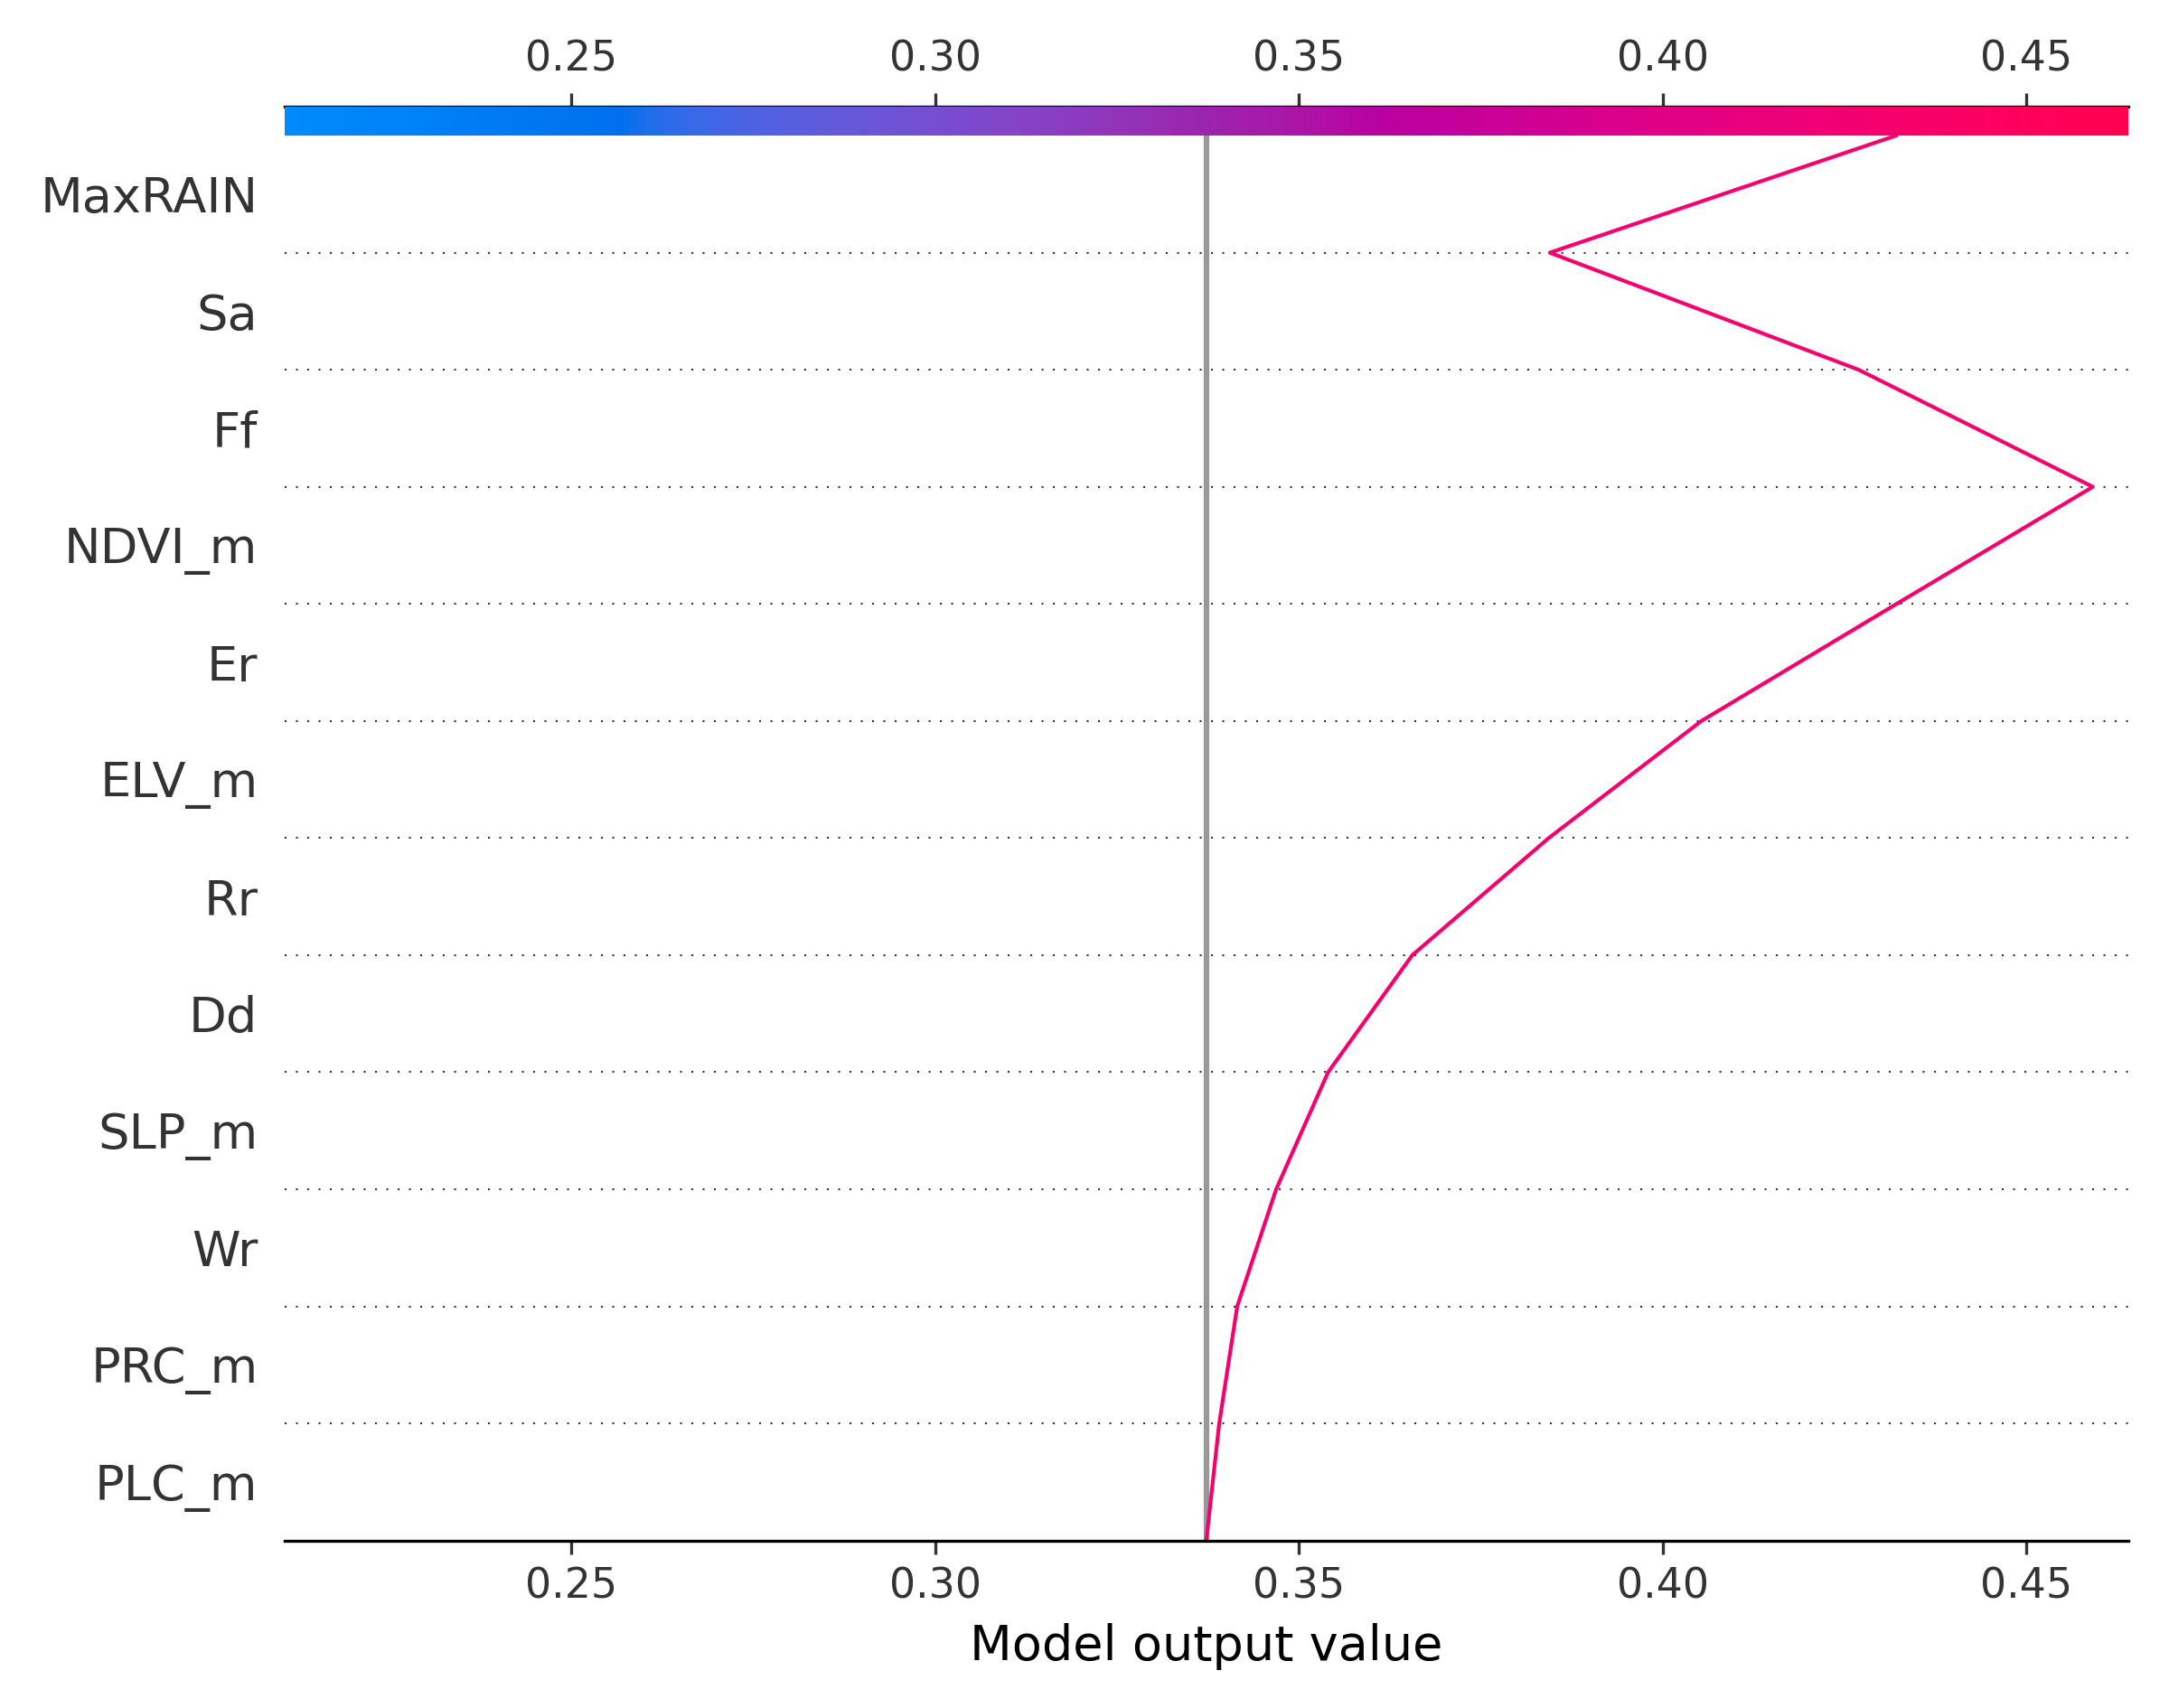 0.25 0.30 0.35 0.40 0.45
MaxRAIN
Sa
Ff
NDVI_m
Er
ELV_m
Rr
Dd
SLP_m
Wr
PRC_m
PLC_m
0.25 0.30 0.35 0.40 0.45
Model output value